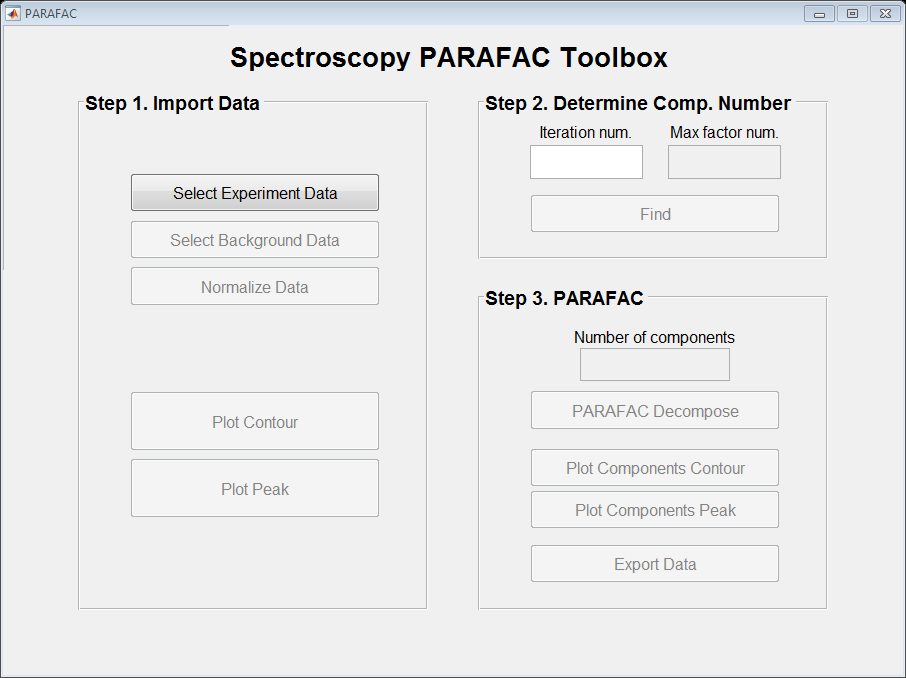 PARAFAC
Spectroscopy PARAFAC Toolbox
Step 1. Import Data
Select Experiment Data
Select Background Data
Normalize Data
Plot Contour
Plot Peak
Step 2. Determine Comp. Number
Iteration num.
Max factor num.
Find
Step 3. PARAFAC
Number of components
PARAFAC Decompose
Plot Components Contour
Plot Components Peak
Export Data